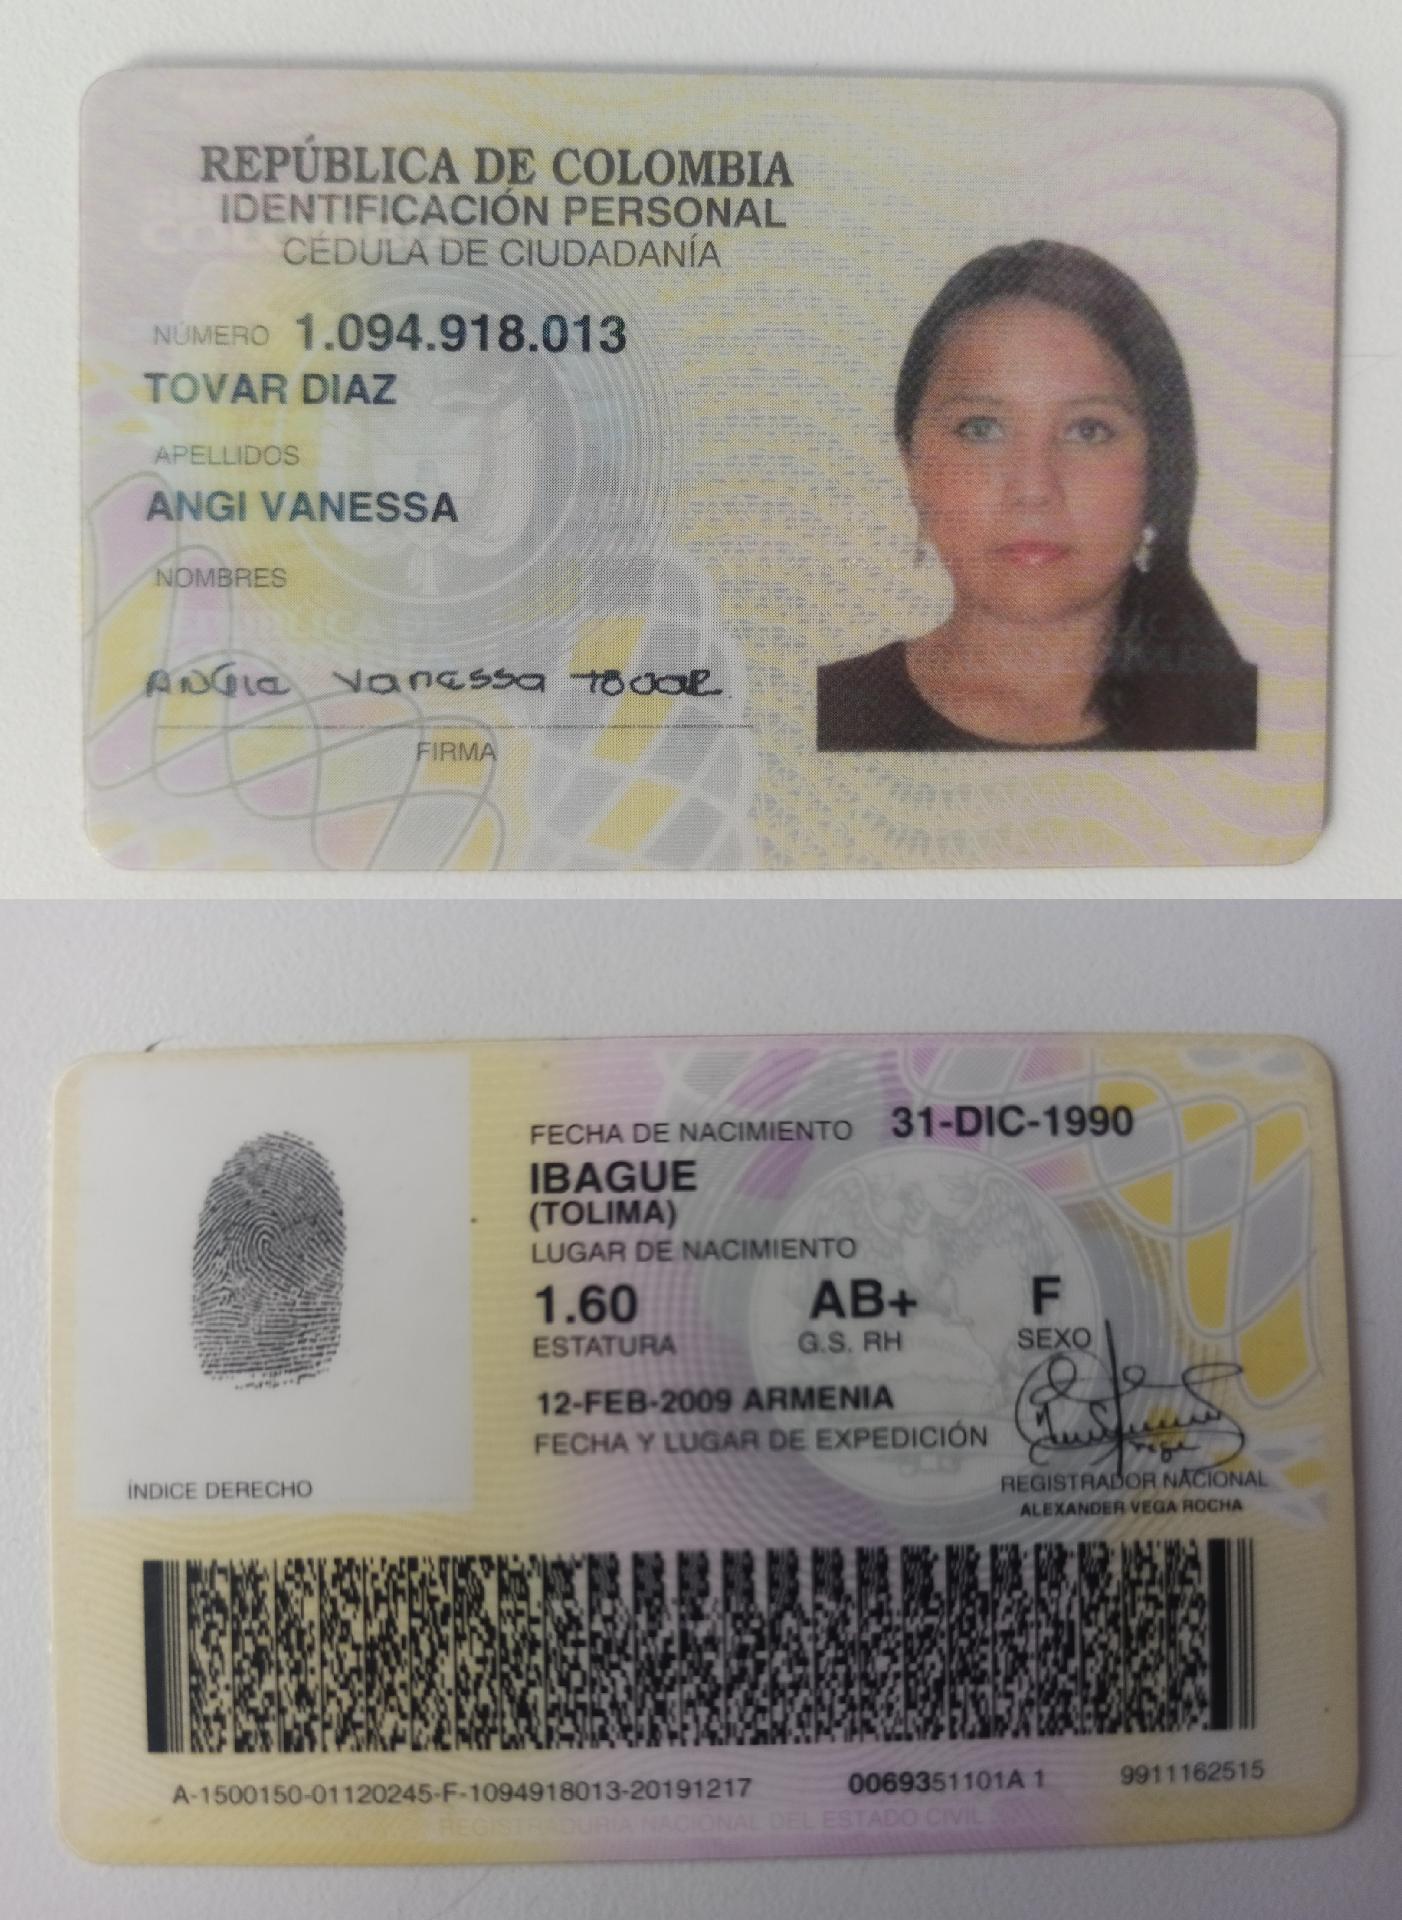 REPÚBLICA DE COLOMBIA
IDENTIFICACIÓN PERSONAL
CÉDULA DE CIUDADANÍA
NÚMERO 1.094.918.013
TOVAR DIAZ
APELLIDOS
ANGI VANESSA
NOMBRES
ANGIE Vanessa TOVAR
FIRMA
FECHA DE NACIMIENTO 31-DIC-1990
IBAGUE
(TOLIMA)
LUGAR DE NACIMIENTO
1.60 AB+ F
ESTATURA G.S. RH SEXO
12-FEB-2009 ARMENIA
FECHA Y LUGAR DE EXPEDICIÓN
ÍNDICE DERECHO
REGISTRADOR NACIONAL
ALEXANDER VEGA ROCHA
A-1500150-01120245-F-1094918013-20191217 0069351101A 1 9911162515
REGISTRADURÍA NACIONAL DEL ESTADO CIVIL